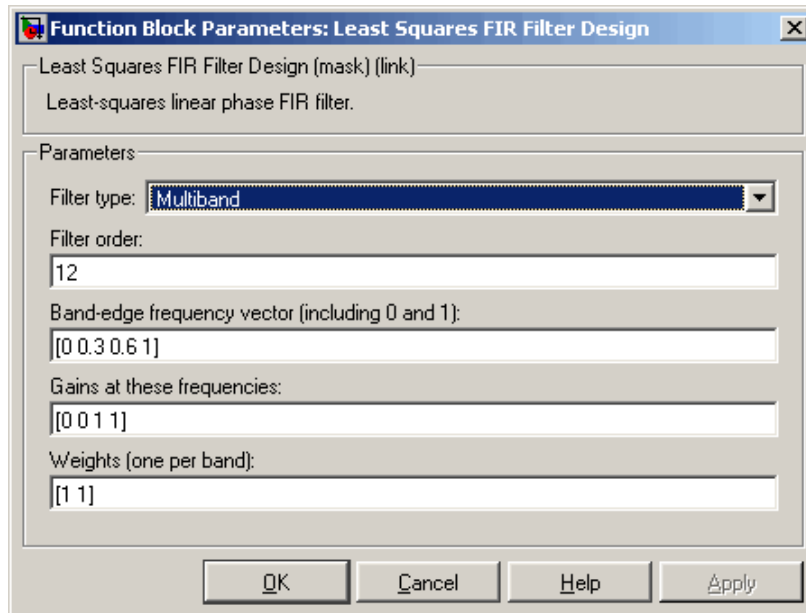 Function Block Parameters: Least Squares FIR Filter Design
Least Squares FIR Filter Design (mask) (link)
Least-squares linear phase FIR filter.
Parameters
Filter type: Multiband
Filter order:
12
Band-edge frequency vector (including 0 and 1):
[0 0.3 0.6 1]
Gains at these frequencies:
[0 0 1 1]
Weights (one per band):
[1 1]
OK Cancel Help Apply